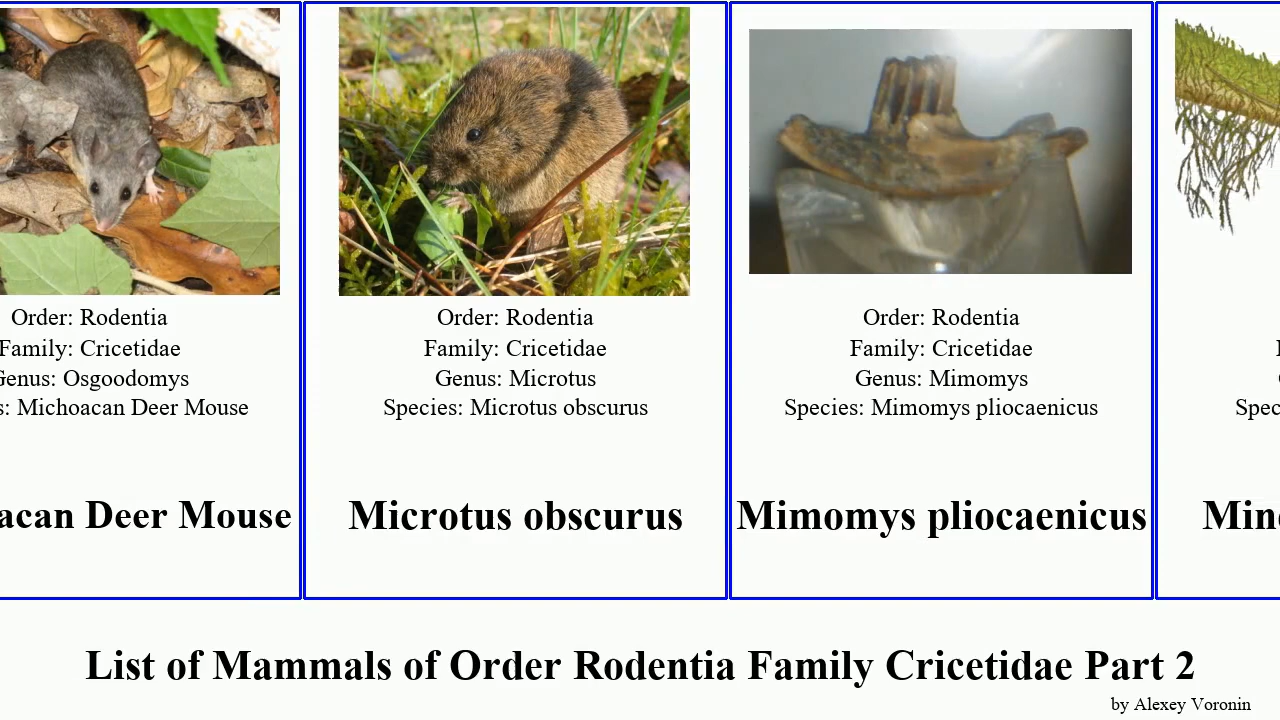 Order: Rodentia
Family: Cricetidae
Genus: Osgoodomys
s: Michoacan Deer Mouse
acan Deer Mouse
Order: Rodentia
Family: Cricetidae
Genus: Microtus
Species: Microtus obscurus
Microtus obscurus
Order: Rodentia
Family: Cricetidae
Genus: Mimomys
Species: Mimomys pliocaenicus
Mimomys pliocaenicus
Spec
List of Mammals of Order Rodentia Family Cricetidae Part 2
by Alexey Voronin